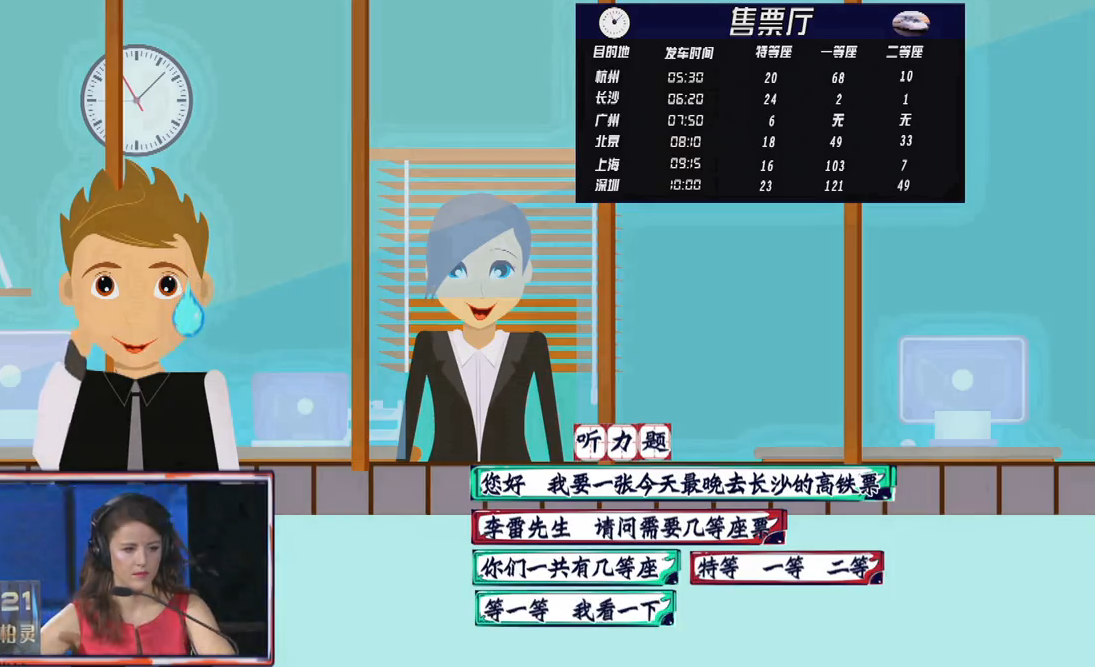 售票厅
目的地 发车时间 特等座 一等座 二等座
杭州 05:30 20 68 10
长沙 06:20 24 2 1
广州 07:50 6 无 无
北京 08:10 18 49 33
上海 09:15 16 103 7
深圳 10:00 23 121 49
听力题
您好 我要一张今天最晚去长沙的高铁票
李雷先生 请问需要几等座票
你们一共有几等座 特等 一等 二等
等一等 我看一下
21
柏灵